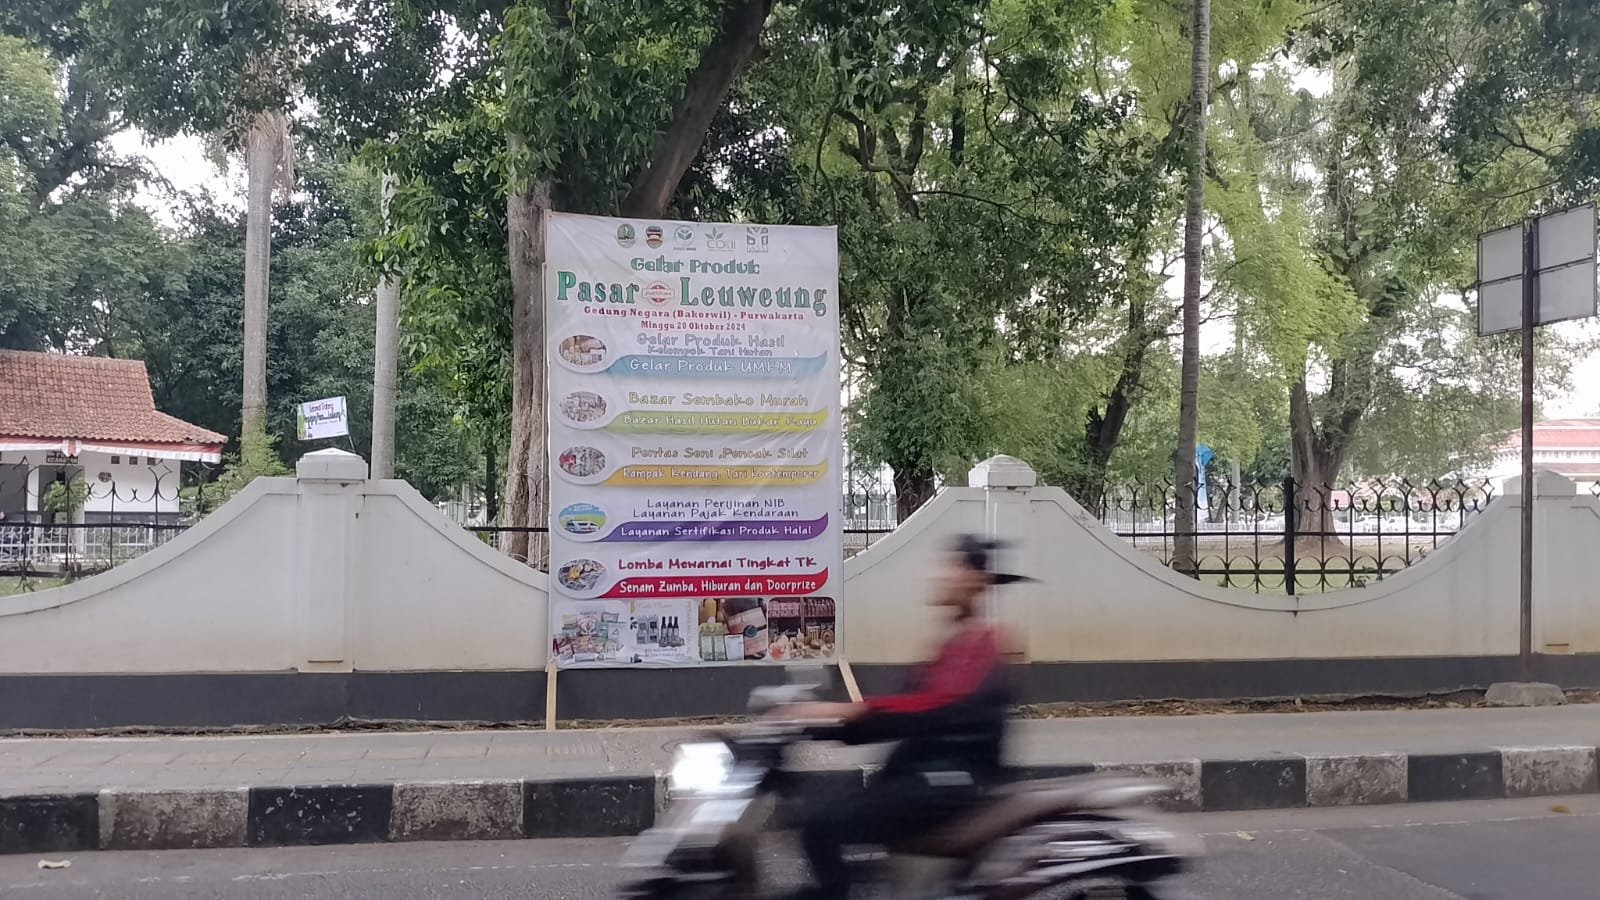 CDK II
Gelar Produk
Pasar Leuweung
Gedung Negara (Bakorwil) - Purwakarta
Minggu 20 Oktober 2024
Gelar Produk Hasil
Kelompok Tani Hutan
Gelar Produk UMKM
Bazar Sembako Murah
Bazar Hasil Hutan Bukan Kayu
Pentas Seni ,Pencak Silat
Rampak Kendang, Tari Kontemporer
Layanan Perijinan NIB
Layanan Pajak Kendaraan
Layanan Sertifikasi Produk Halal
Lomba Mewarnai Tingkat TK
Senam Zumba, Hiburan dan Doorprize